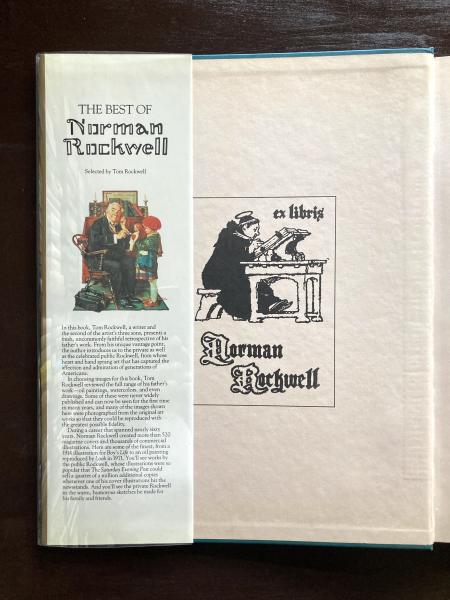 THE BEST OF
Norman
Rockwell
Selected by Tom Rockwell
In this book, Tom Rockwell, a writer and
the second of the artist's three sons, presents a
fresh, uncommonly faithful retrospective of his
father's work. From his unique vantage point,
the author introduces us to the private as well
as the celebrated public Rockwell, from whose
heart and hand sprang art that has captured the
affection and admiration of generations of
Americans.
In choosing images for this book, Tom
Rockwell reviewed the full range of his father's
work—oil paintings, watercolors, and even
drawings. Some of these were never widely
published and can now be seen for the first time
in many years, and many of the images shown
here were photographed from the original art
works so that they could be reproduced with
the greatest possible fidelity.
During a career that spanned nearly sixty
years, Norman Rockwell created more than 520
magazine covers and thousands of commercial
illustrations. Here are some of the finest, from a
1914 illustration for Boy's Life to an oil painting
reproduced by Look in 1971. You'll see works by
the public Rockwell, whose illustrations were so
popular that The Saturday Evening Post could
sell a quarter of a million additional copies
whenever one of his cover illustrations hit the
newsstands. And you'll see the private Rockwell
in the warm, humorous sketches he made for
his family and friends.
ex libris
Norman
Rockwell